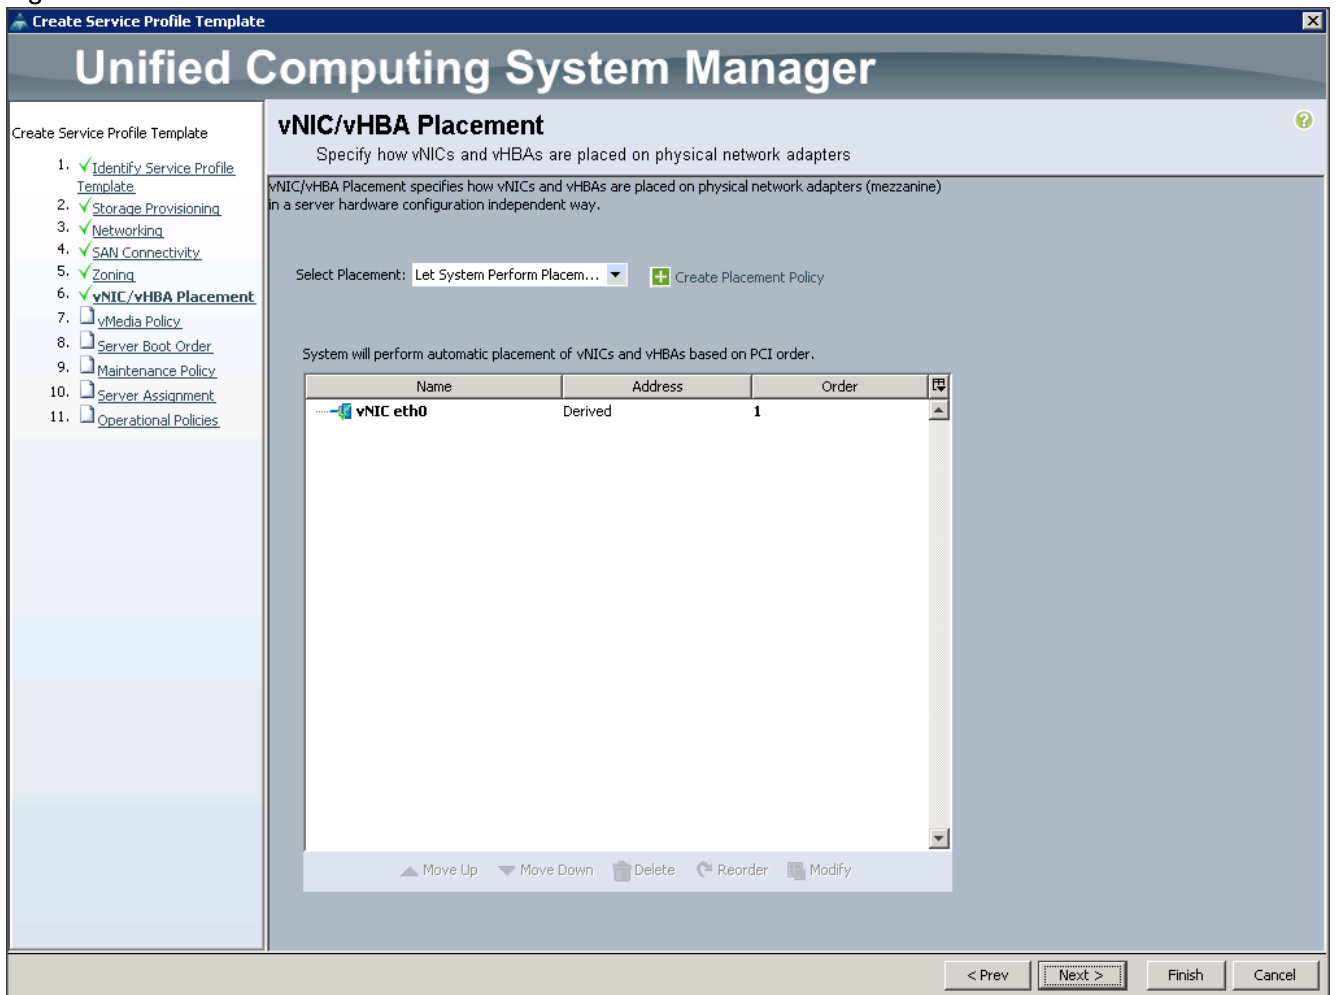 Create Service Profile Template
Unified Computing System Manager
Create Service Profile Template
1. Identify Service Profile
Template
2. Storage Provisioning
3. Networking
4. SAN Connectivity
5. Zoning
6. vNIC/vHBA Placement
7. vMedia Policy
8. Server Boot Order
9. Maintenance Policy
10. Server Assignment
11. Operational Policies
vNIC/vHBA Placement
Specify how vNICs and vHBAs are placed on physical network adapters
vNIC/vHBA Placement specifies how vNICs and vHBAs are placed on physical network adapters (mezzanine)
in a server hardware configuration independent way.
Select Placement: Let System Perform Placem... Create Placement Policy
System will perform automatic placement of vNICs and vHBAs based on PCI order.
Name Address Order
vNIC eth0 Derived 1
Move Up Move Down Delete Reorder Modify
< Prev Next > Finish Cancel